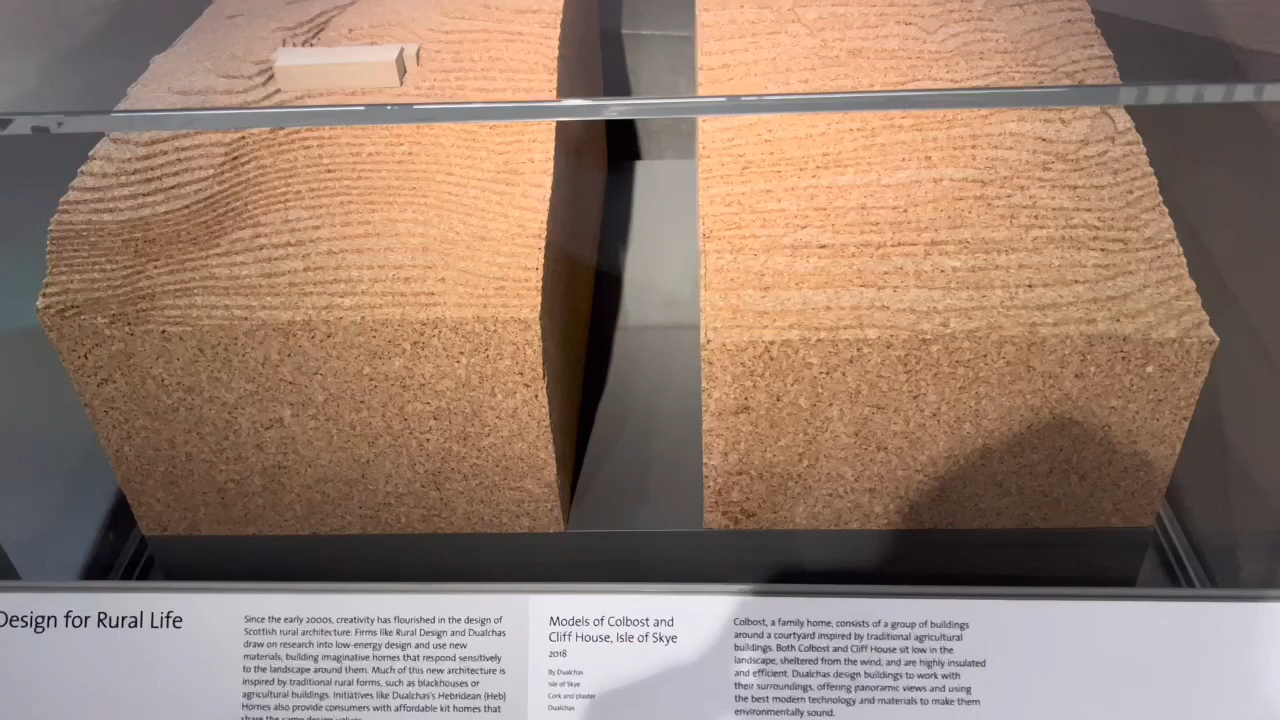 Design for Rural Life
Since the early 2000s, creativity has flourished in the design of
Scottish rural architecture. Firms like Rural Design and Dualchas
draw on research into low-energy design and use new
materials, building imaginative homes that respond sensitively
to the landscape around them. Much of this new architecture is
inspired by traditional rural forms, such as blackhouses or
agricultural buildings. Initiatives like Dualchas's Hebridean (Heb)
Homes also provide consumers with affordable kit homes that
share the same design values.
Models of Colbost and
Cliff House, Isle of Skye
2018
By Dualchas
Isle of Skye
Cork and plaster
Dualchas
Colbost, a family home, consists of a group of buildings
around a courtyard inspired by traditional agricultural
buildings. Both Colbost and Cliff House sit low in the
landscape, sheltered from the wind, and are highly insulated
and efficient. Dualchas design buildings to work with
their surroundings, offering panoramic views and using
the best modern technology and materials to make them
environmentally sound.